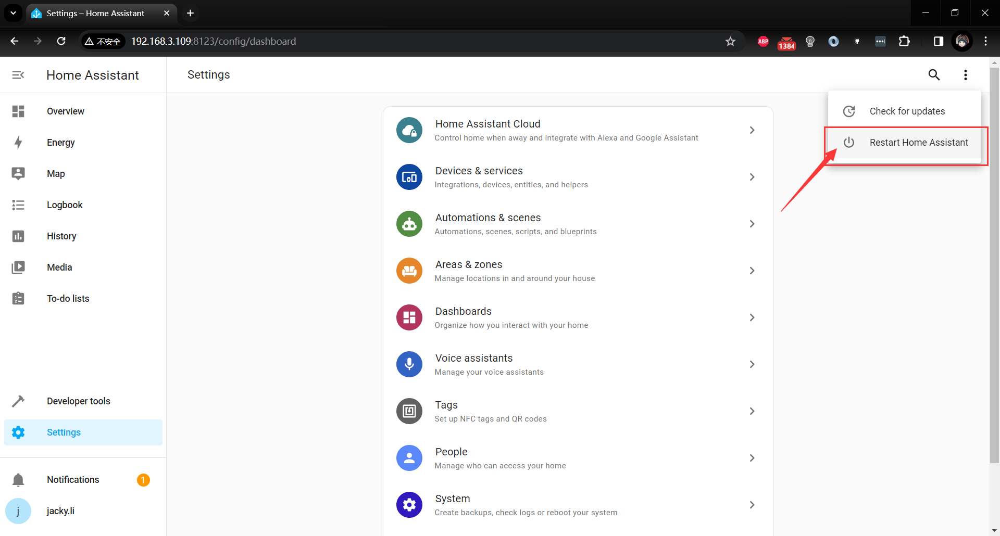 Settings – Home Assistant
不安全
192.168.3.109:8123/config/dashboard
ABP
1384
Home Assistant
Settings
Overview
Energy
Map
Logbook
History
Media
To-do lists
Developer tools
Settings
Notifications
1
j
jacky.li
Home Assistant Cloud
Control home when away and integrate with Alexa and Google Assistant
Devices & services
Integrations, devices, entities, and helpers
Automations & scenes
Automations, scenes, scripts, and blueprints
Areas & zones
Manage locations in and around your house
Dashboards
Organize how you interact with your home
Voice assistants
Manage your voice assistants
Tags
Set up NFC tags and QR codes
People
Manage who can access your home
System
Create backups, check logs or reboot your system
Check for updates
Restart Home Assistant